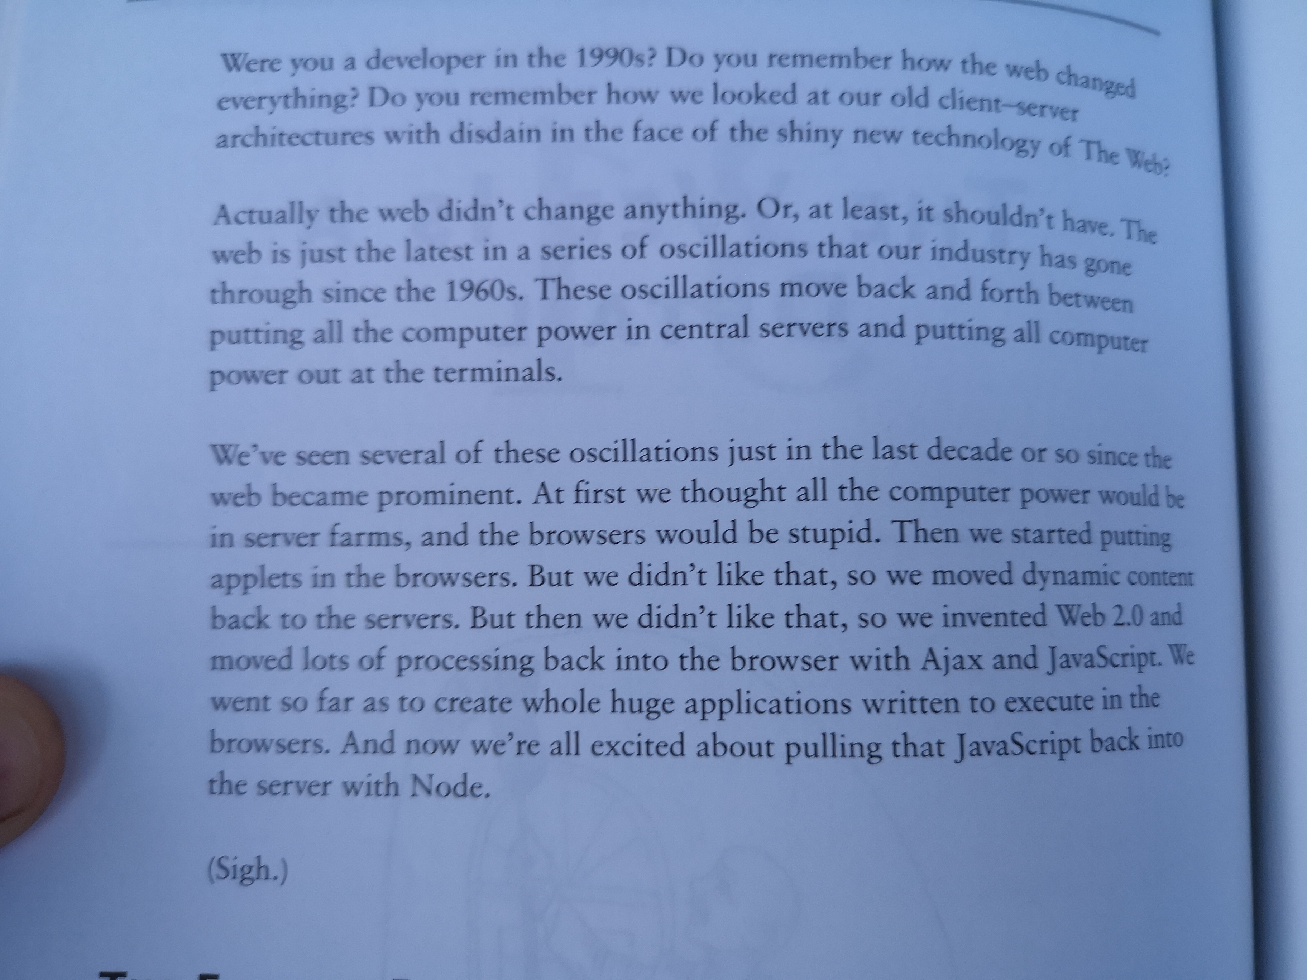 Were you a developer in the 1990s? Do you remember how the web changed
everything? Do you remember how we looked at our old client–server
architectures with disdain in the face of the shiny new technology of The Web?
Actually the web didn't change anything. Or, at least, it shouldn't have. The
web is just the latest in a series of oscillations that our industry has gone
through since the 1960s. These oscillations move back and forth between
putting all the computer power in central servers and putting all computer
power out at the terminals.
We've seen several of these oscillations just in the last decade or so since the
web became prominent. At first we thought all the computer power would be
in server farms, and the browsers would be stupid. Then we started putting
applets in the browsers. But we didn't like that, so we moved dynamic content
back to the servers. But then we didn't like that, so we invented Web 2.0 and
moved lots of processing back into the browser with Ajax and JavaScript. We
went so far as to create whole huge applications written to execute in the
browsers. And now we're all excited about pulling that JavaScript back into
the server with Node.
(Sigh.)